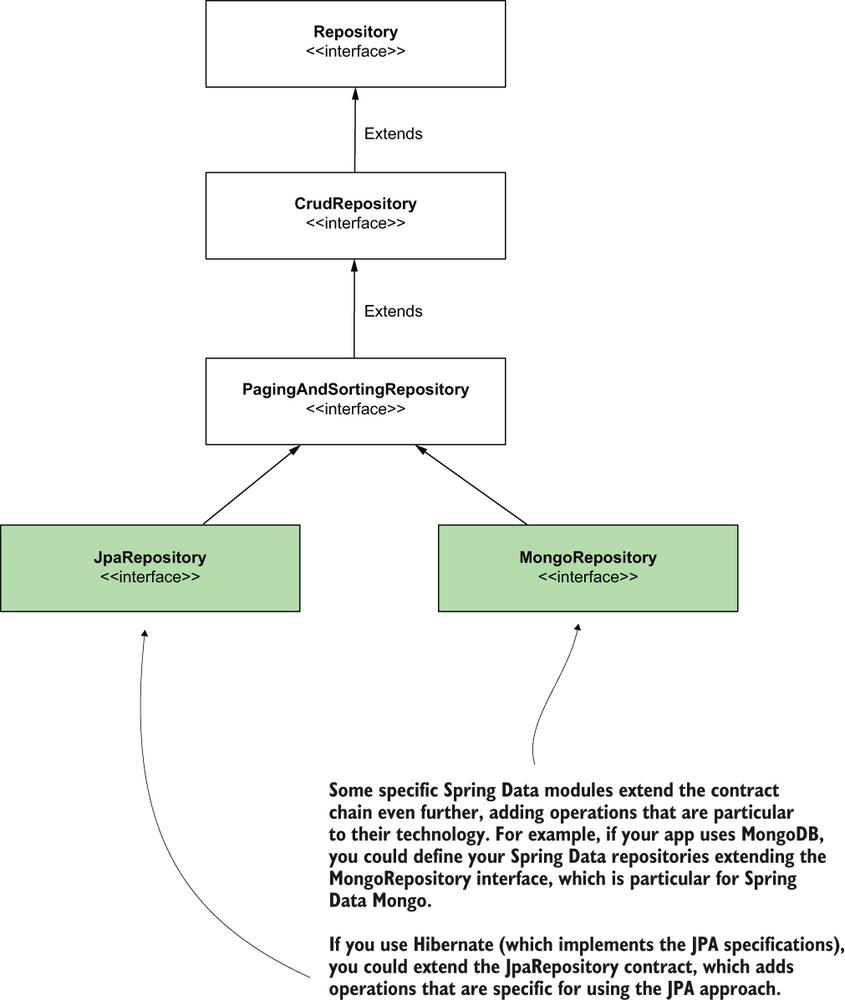 Repository
<<interface>>
Extends
CrudRepository
<<interface>>
Extends
PagingAndSortingRepository
<<interface>>
JpaRepository
<<interface>>
MongoRepository
<<interface>>
Some specific Spring Data modules extend the contract
chain even further, adding operations that are particular
to their technology. For example, if your app uses MongoDB,
you could define your Spring Data repositories extending the
MongoRepository interface, which is particular for Spring
Data Mongo.
If you use Hibernate (which implements the JPA specifications),
you could extend the JpaRepository contract, which adds
operations that are specific for using the JPA approach.